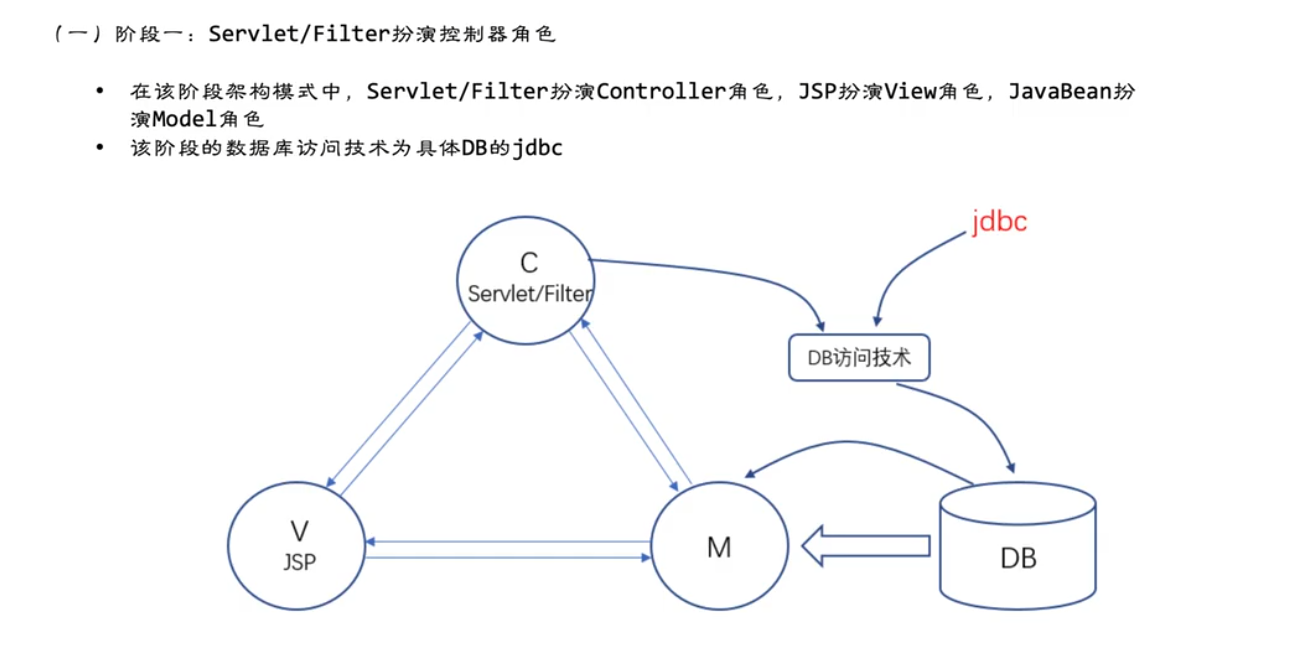 (一) 阶段一: Servlet/Filter扮演控制器角色
• 在该阶段架构模式中, Servlet/Filter扮演Controller角色, JSP扮演View角色, JavaBean扮
演Model角色
• 该阶段的数据库访问技术为具体DB的jdbc
jdbc
C
Servlet/Filter
DB访问技术
V
JSP
M
DB